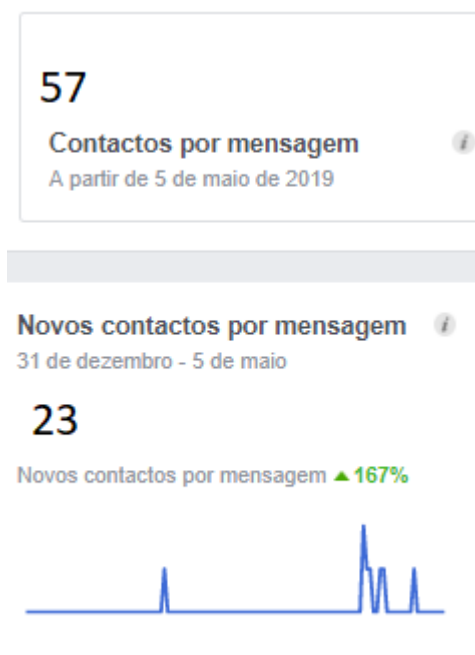 57
Contactos por mensagem
A partir de 5 de maio de 2019
Novos contactos por mensagem
31 de dezembro - 5 de maio
23
Novos contactos por mensagem ▲ 167%